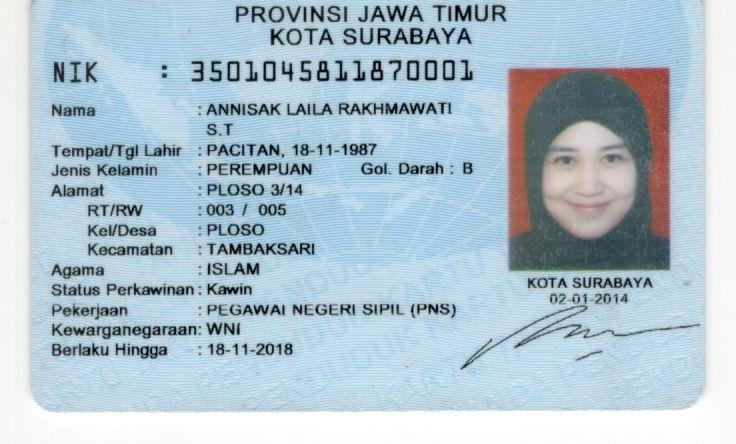 PROVINSI JAWA TIMUR
KOTA SURABAYA
NIK : 3501045811870001
Nama : ANNISAK LAILA RAKHMAWATI
S.T
Tempat/Tgl Lahir : PACITAN, 18-11-1987
Jenis Kelamin : PEREMPUAN Gol. Darah : B
Alamat : PLOSO 3/14
RT/RW : 003 / 005
Kel/Desa : PLOSO
Kecamatan : TAMBAKSARI
Agama : ISLAM
Status Perkawinan : Kawin
Pekerjaan : PEGAWAI NEGERI SIPIL (PNS)
Kewarganegaraan: WNI
Berlaku Hingga : 18-11-2018
KOTA SURABAYA
02-01-2014